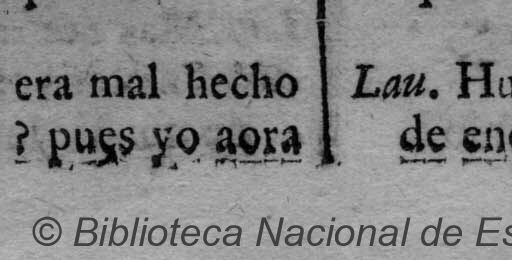 era mal hecho
? pues yo aora
Lau. Hu
de en
© Biblioteca Nacional de Es